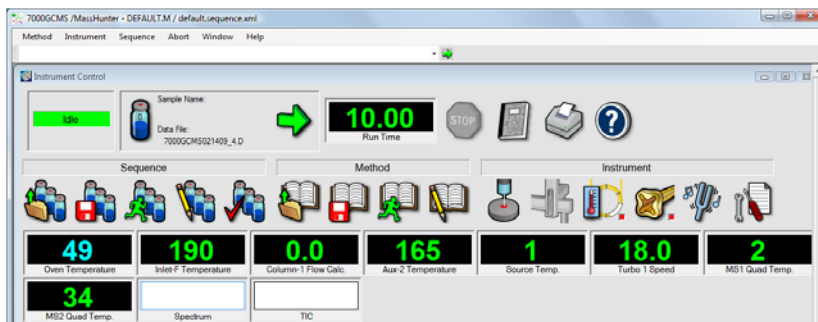 7000GCMS /MassHunter - DEFAULT.M / default.sequence.xml
Method Instrument Sequence Abort Window Help
Instrument Control
Idle
Sample Name:
Data File:
7000GCMS021409_4.D
10.00
Run Time
STOP
Sequence Method Instrument
49 190 0.0 165 1 18.0 2
Oven Temperature Inlet-F Temperature Column-1 Flow Calc. Aux-2 Temperature Source Temp. Turbo 1 Speed MS1 Quad Temp.
34
MS2 Quad Temp. Spectrum TIC